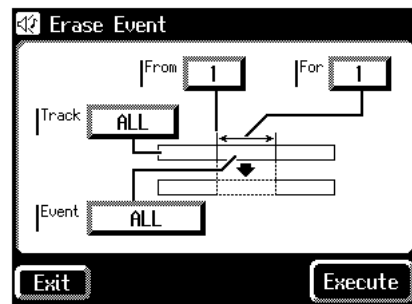 Erase Event
From 1 For 1
Track ALL
Event ALL
Exit Execute